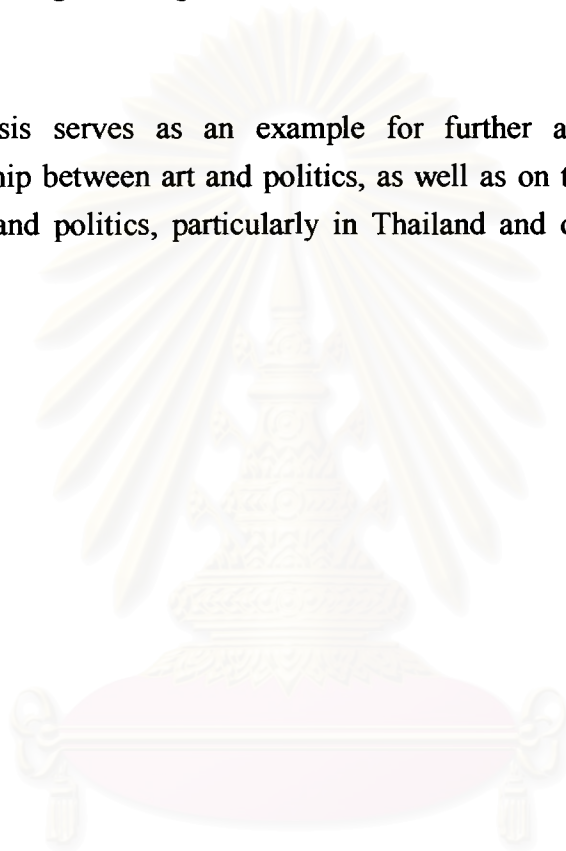 sis serves as an example for further a
nip between art and politics, as well as on t
and politics, particularly in Thailand and